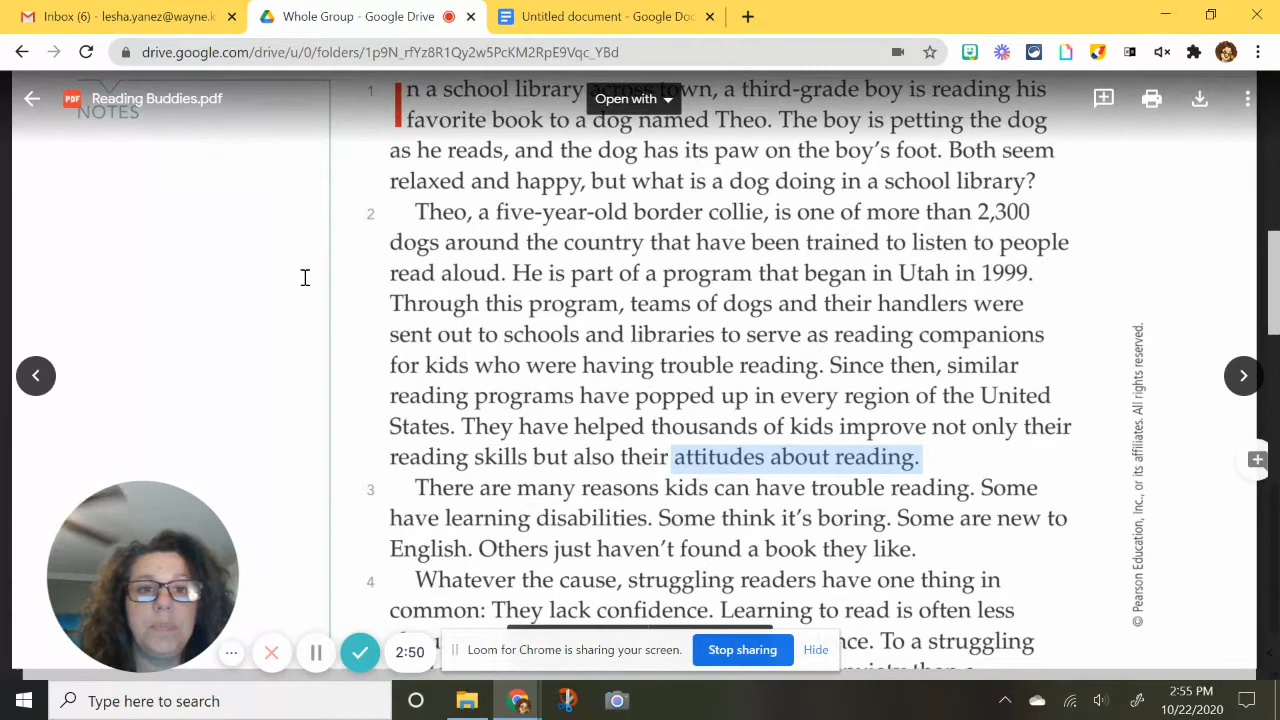 Inbox (4) - lesha.yanez@wayne.k
Whole Group - Google Drive
Untitled document - Google Doc
drive.google.com/drive/u/0/folders/1p9N_rfYz8R1Qy2w5PcKM2RpE9Vqc_YBd
PDF Reading Buddies.pdf
Open with
NOTES
1 In a school library across town, a third-grade boy is reading his
favorite book to a dog named Theo. The boy is petting the dog
as he reads, and the dog has its paw on the boy's foot. Both seem
relaxed and happy, but what is a dog doing in a school library?
2 Theo, a five-year-old border collie, is one of more than 2,300
dogs around the country that have been trained to listen to people
read aloud. He is part of a program that began in Utah in 1999.
Through this program, teams of dogs and their handlers were
sent out to schools and libraries to serve as reading companions
for kids who were having trouble reading. Since then, similar
reading programs have popped up in every region of the United
States. They have helped thousands of kids improve not only their
reading skills but also their attitudes about reading.
3 There are many reasons kids can have trouble reading. Some
have learning disabilities. Some think it's boring. Some are new to
English. Others just haven't found a book they like.
4 Whatever the cause, struggling readers have one thing in
common: They lack confidence. Learning to read is often less
To a struggling
© Pearson Education, Inc., or its affiliates. All rights reserved.
2:50
Loom for Chrome is sharing your screen.
Stop sharing
Hide
Type here to search
2:55 PM
10/22/2020